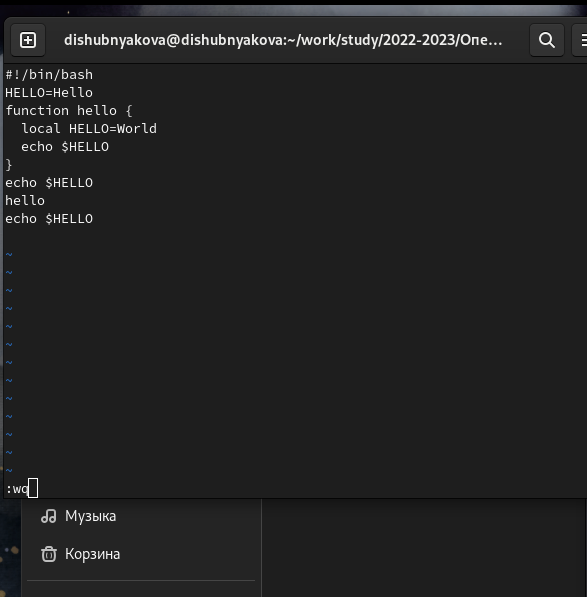 dishubnyakova@dishubnyakova:~/work/study/2022-2023/Опе...
#!/bin/bash
HELLO=Hello
function hello {
  local HELLO=World
  echo $HELLO
}
echo $HELLO
hello
echo $HELLO
~
~
~
~
~
~
~
~
~
~
~
~
~
:wq
Музыка
Корзина